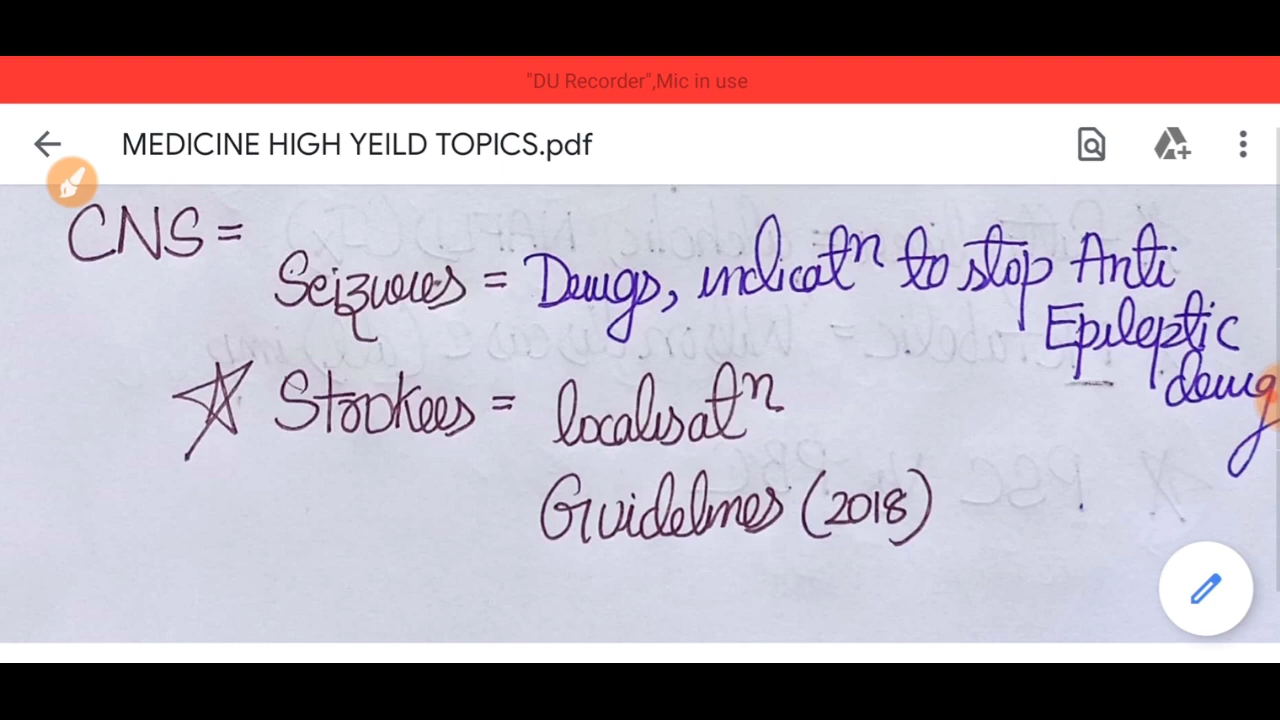 "DU Recorder",Mic in use
MEDICINE HIGH YEILD TOPICS.pdf
CNS =
Seizures = Drugs, indicatn to stop Anti
Epileptic
drug
Strokes = localisatn
Guidelines (2018)